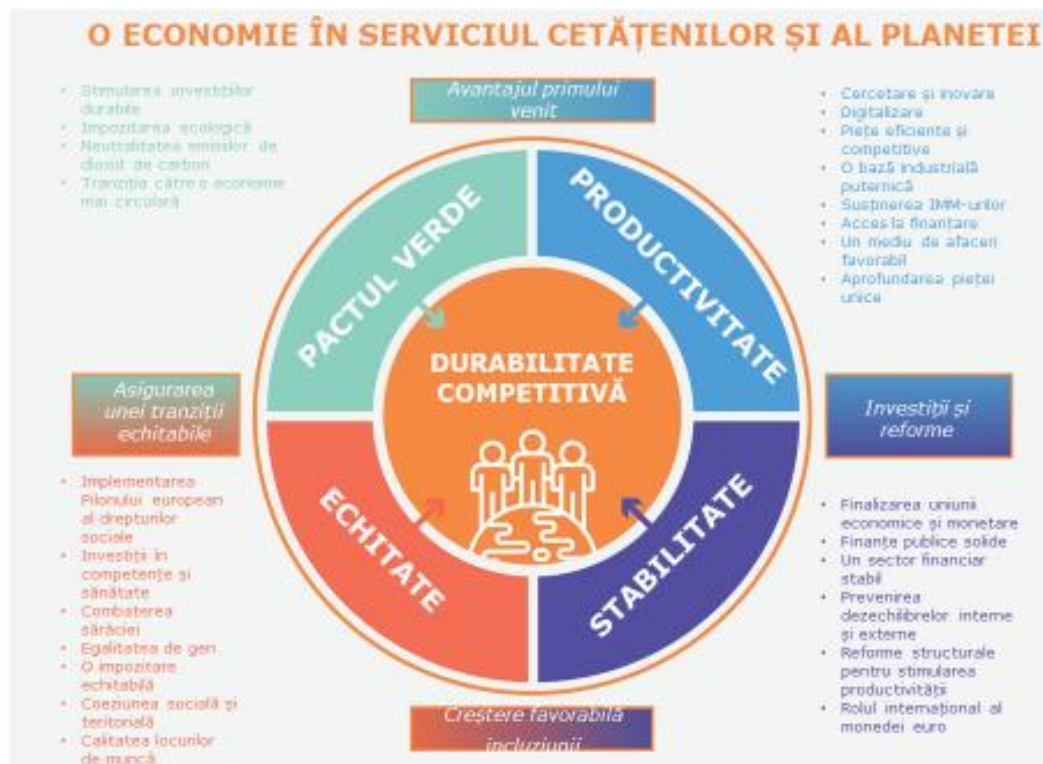 O ECONOMIE ÎN SERVICIUL CETĂȚENILOR ȘI AL PLANETEI
• Stimularea investițiilor
durabile
• Impozitarea ecologică
• Neutralitatea emisiilor de
dioxid de carbon
• Tranziția către o economie
mai circulară
Avantajul primului
venit
• Cercetare și inovare
• Digitalizare
• Piețe eficiente și
competitive
• O bază industrială
puternică
• Susținerea IMM-urilor
• Acces la finanțare
• Un mediu de afaceri
favorabil
• Aprofundarea pieței
unice
PACTUL VERDE
PRODUCTIVITATE
DURABILITATE
COMPETITIVĂ
Asigurarea
unei tranziții
echitabile
Investiții și
reforme
ECHITATE
STABILITATE
• Implementarea
Pilonului european
al drepturilor
sociale
• Investiții în
competențe și
sănătate
• Combaterea
sărăciei
• Egalitatea de gen
• O impozitare
echitabilă
• Coeziunea socială și
teritorială
• Calitatea locurilor
de muncă
• Finalizarea uniunii
economice și monetare
• Finanțe publice solide
• Un sector financiar
stabil
• Prevenirea
dezechilibrelor interne
și externe
• Reforme structurale
pentru stimularea
productivității
• Rolul internațional al
monedei euro
Creștere favorabilă
incluziunii